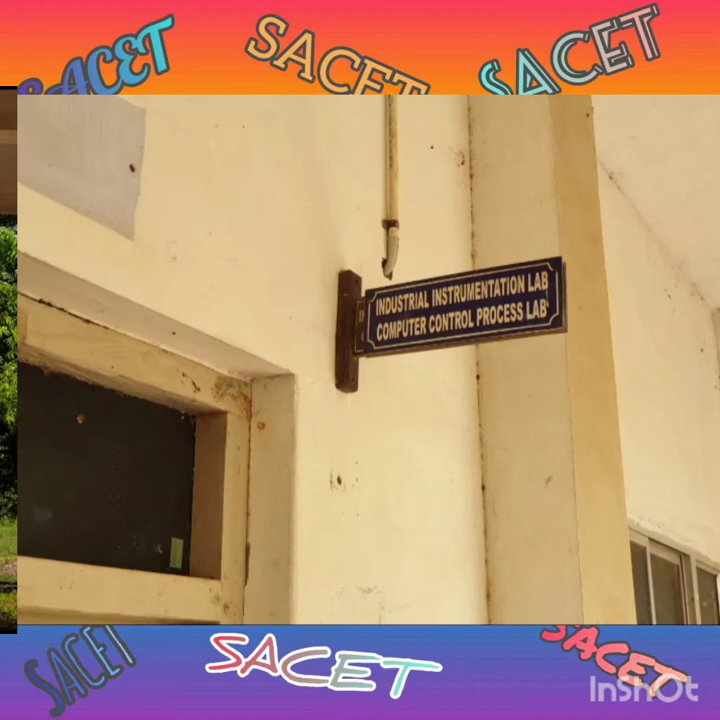 SACET
SACET
SACET
INDUSTRIAL INSTRUMENTATION LAB
COMPUTER CONTROL PROCESS LAB
SACET
SACET
SACET
InShOt